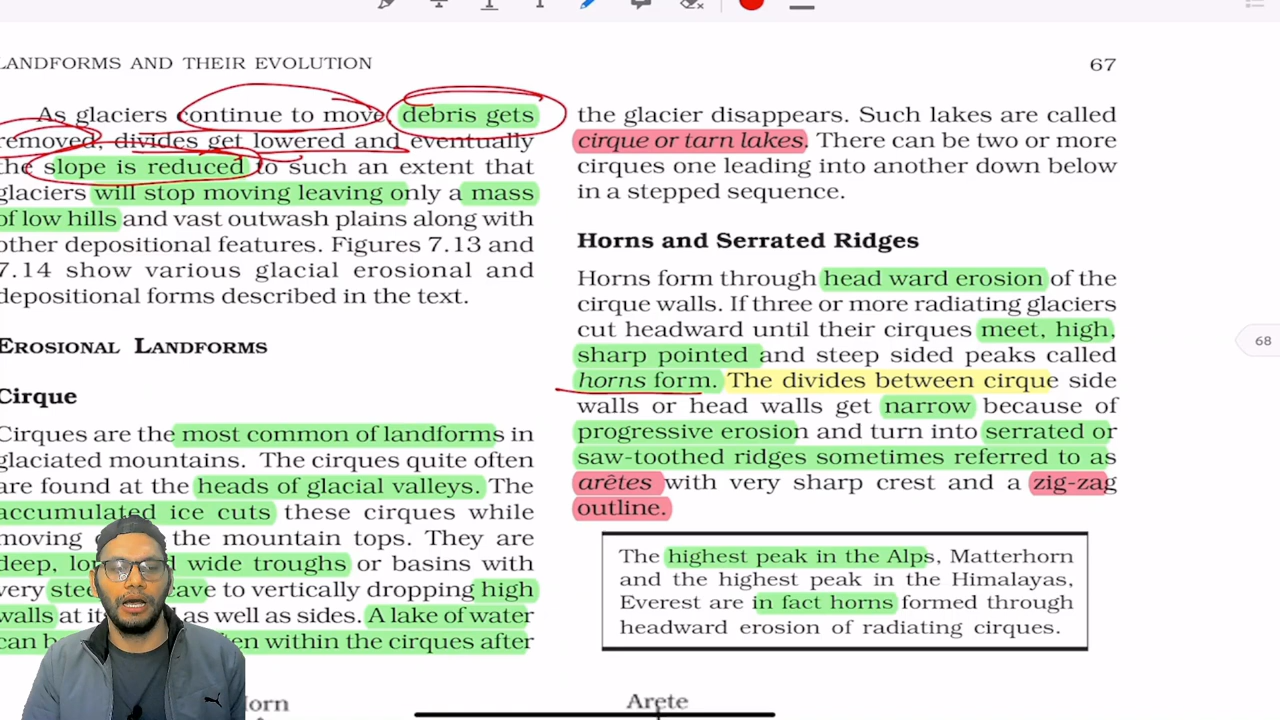 LANDFORMS AND THEIR EVOLUTION
67
As glaciers continue to move, debris gets
removed, divides get lowered and eventually
the slope is reduced to such an extent that
glaciers will stop moving leaving only a mass
of low hills and vast outwash plains along with
other depositional features. Figures 7.13 and
7.14 show various glacial erosional and
depositional forms described in the text.
EROSIONAL LANDFORMS
Cirque
Cirques are the most common of landforms in
glaciated mountains. The cirques quite often
are found at the heads of glacial valleys. The
accumulated ice cuts these cirques while
moving the mountain tops. They are
deep, wide troughs or basins with
very to vertically dropping high
walls at as well as sides. A lake of water
can within the cirques after
the glacier disappears. Such lakes are called
cirque or tarn lakes. There can be two or more
cirques one leading into another down below
in a stepped sequence.
Horns and Serrated Ridges
Horns form through head ward erosion of the
cirque walls. If three or more radiating glaciers
cut headward until their cirques meet, high,
sharp pointed and steep sided peaks called
horns form. The divides between cirque side
walls or head walls get narrow because of
progressive erosion and turn into serrated or
saw-toothed ridges sometimes referred to as
arêtes with very sharp crest and a zig-zag
outline.
The highest peak in the Alps, Matterhorn
and the highest peak in the Himalayas,
Everest are in fact horns formed through
headward erosion of radiating cirques.
Arete
68